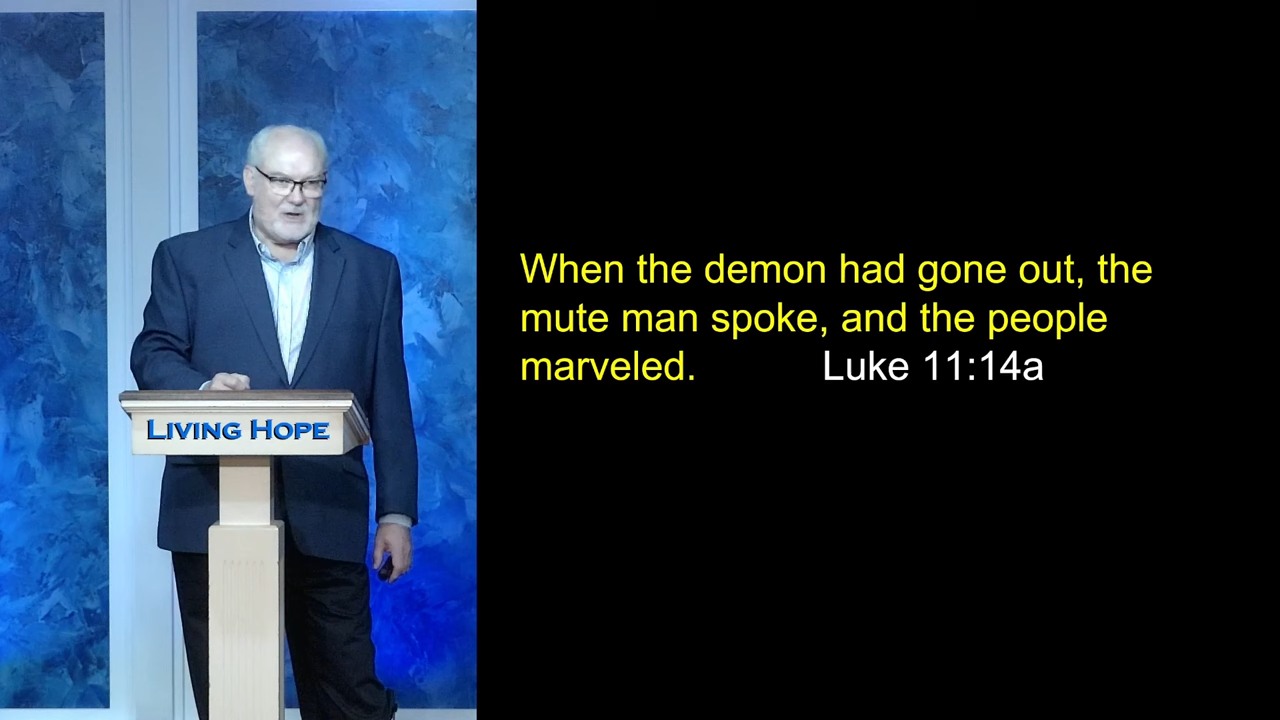 When the demon had gone out, the
mute man spoke, and the people
marveled. Luke 11:14a
LIVING HOPE